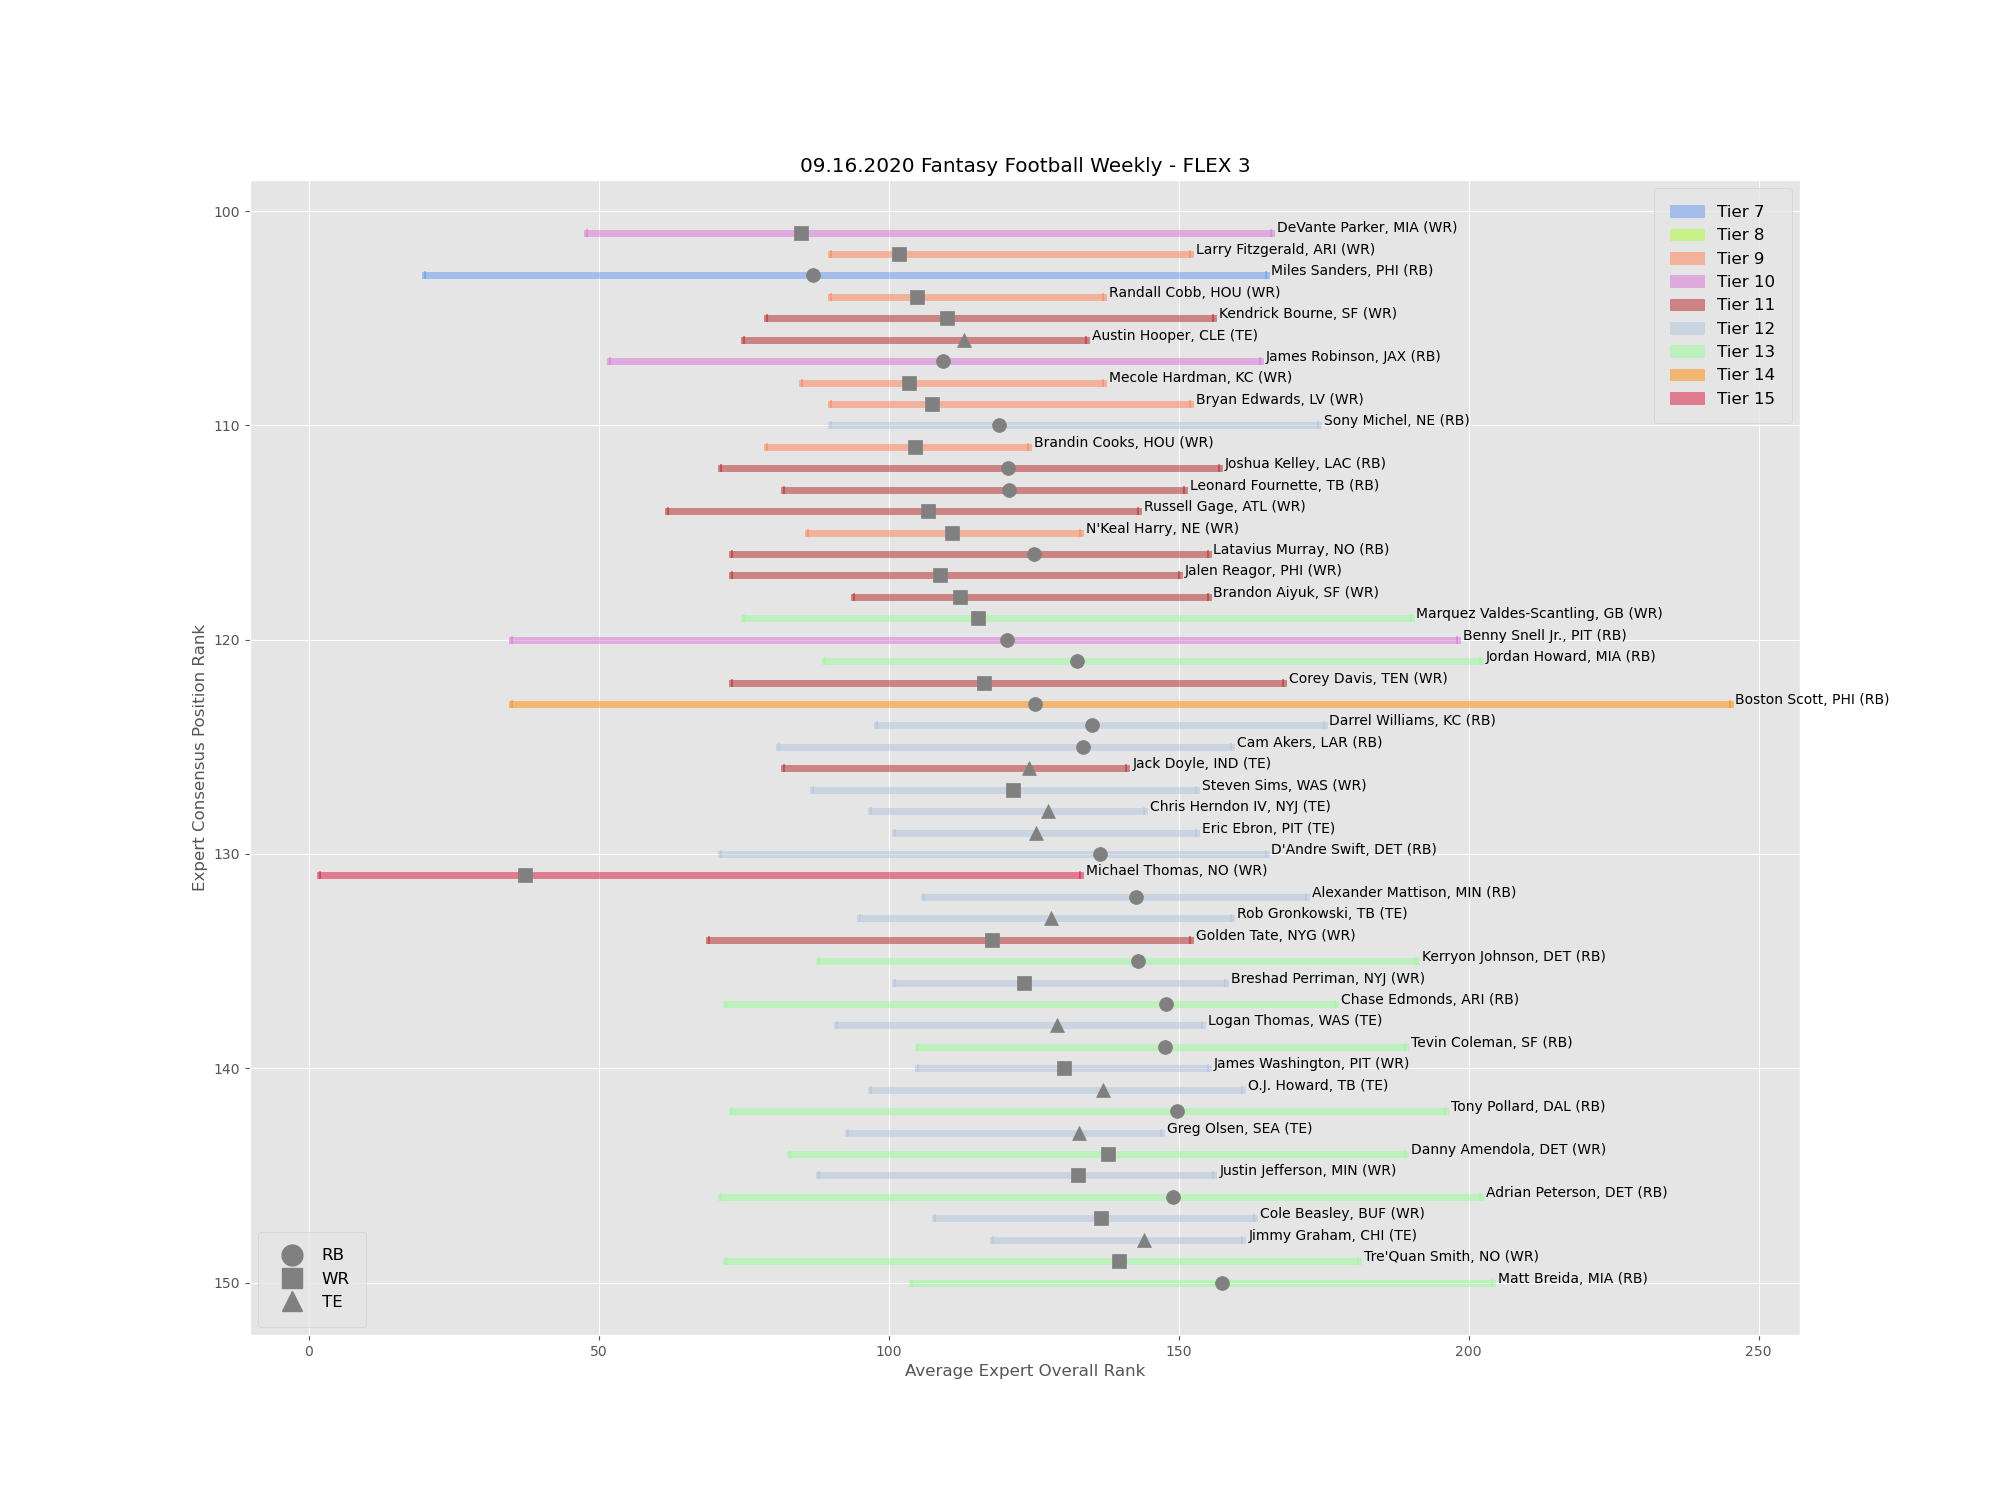 09.16.2020 Fantasy Football Weekly - FLEX 3
Tier 7
Tier 8
Tier 9
Tier 10
Tier 11
Tier 12
Tier 13
Tier 14
Tier 15
100
110
120
130
140
150
Expert Consensus Position Rank
DeVante Parker, MIA (WR)
Larry Fitzgerald, ARI (WR)
Miles Sanders, PHI (RB)
Randall Cobb, HOU (WR)
Kendrick Bourne, SF (WR)
Austin Hooper, CLE (TE)
James Robinson, JAX (RB)
Mecole Hardman, KC (WR)
Bryan Edwards, LV (WR)
Sony Michel, NE (RB)
Brandin Cooks, HOU (WR)
Joshua Kelley, LAC (RB)
Leonard Fournette, TB (RB)
Russell Gage, ATL (WR)
N'Keal Harry, NE (WR)
Latavius Murray, NO (RB)
Jalen Reagor, PHI (WR)
Brandon Aiyuk, SF (WR)
Marquez Valdes-Scantling, GB (WR)
Benny Snell Jr., PIT (RB)
Jordan Howard, MIA (RB)
Corey Davis, TEN (WR)
Boston Scott, PHI (RB)
Darrel Williams, KC (RB)
Cam Akers, LAR (RB)
Jack Doyle, IND (TE)
Steven Sims, WAS (WR)
Chris Herndon IV, NYJ (TE)
Eric Ebron, PIT (TE)
D'Andre Swift, DET (RB)
Michael Thomas, NO (WR)
Alexander Mattison, MIN (RB)
Rob Gronkowski, TB (TE)
Golden Tate, NYG (WR)
Kerryon Johnson, DET (RB)
Breshad Perriman, NYJ (WR)
Chase Edmonds, ARI (RB)
Logan Thomas, WAS (TE)
Tevin Coleman, SF (RB)
James Washington, PIT (WR)
O.J. Howard, TB (TE)
Tony Pollard, DAL (RB)
Greg Olsen, SEA (TE)
Danny Amendola, DET (WR)
Justin Jefferson, MIN (WR)
Adrian Peterson, DET (RB)
Cole Beasley, BUF (WR)
Jimmy Graham, CHI (TE)
Tre'Quan Smith, NO (WR)
Matt Breida, MIA (RB)
RB
WR
TE
0 50 100 150 200 250
Average Expert Overall Rank